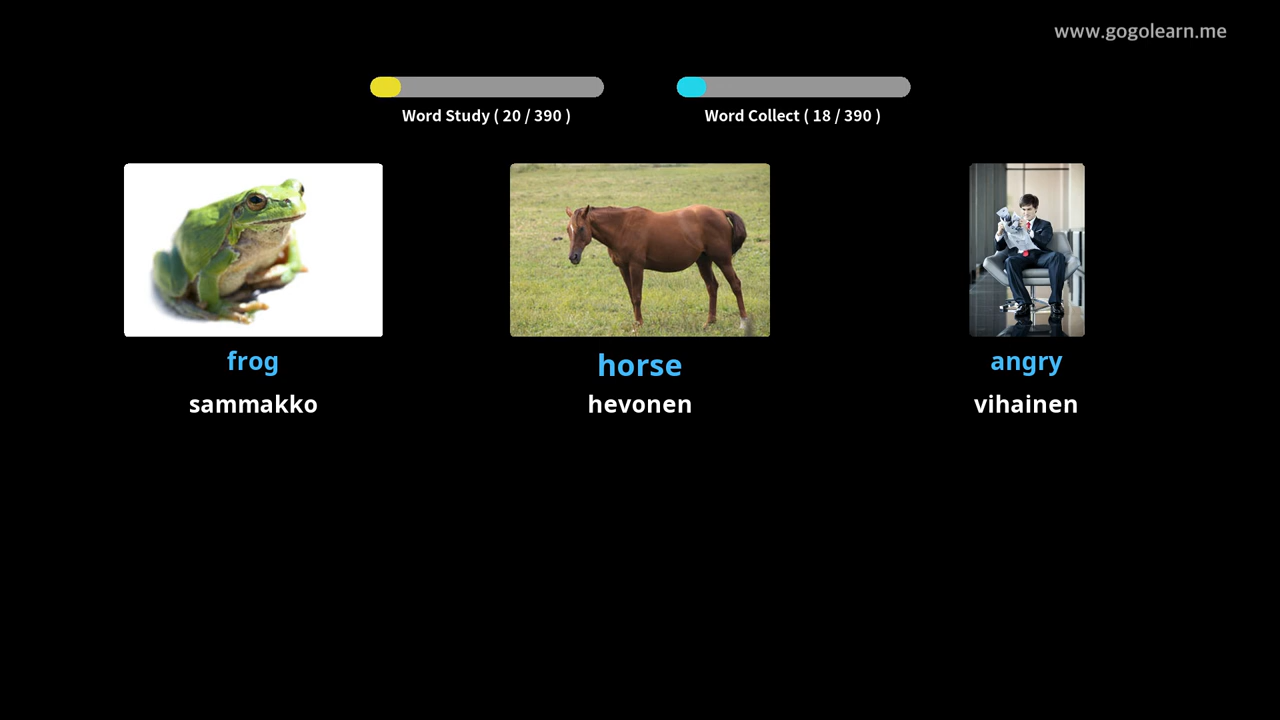 www.gogolearn.me
Word Study ( 20 / 390 )
Word Collect ( 18 / 390 )
frog
horse
angry
sammakko
hevonen
vihainen